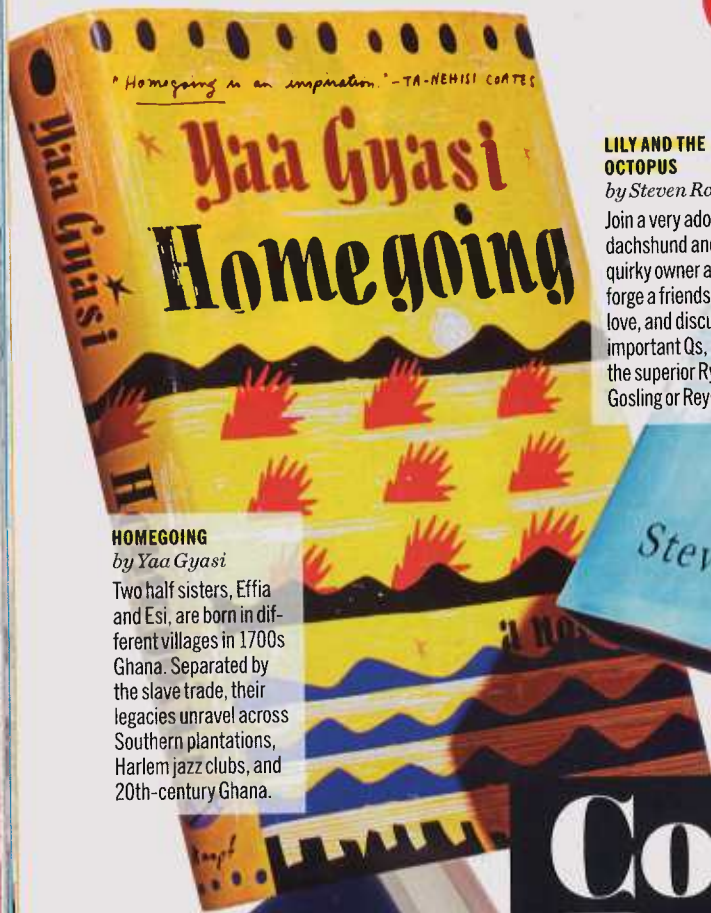 "Homegoing is an inspiration." -TA-NEHISI COATES
Yaa Gyasi
Homegoing
Yaa Gyasi
a
HOMEGOING
by Yaa Gyasi
Two half sisters, Effia
and Esi, are born in dif-
ferent villages in 1700s
Ghana. Separated by
the slave trade, their
legacies unravel across
Southern plantations,
Harlem jazz clubs, and
20th-century Ghana.
LILY AND THE
OCTOPUS
by Steven Ro
Join a very ado
dachshund and
quirky owner a
forge a friends
love, and discu
important Qs,
the superior Ry
Gosling or Rey
Stev
Co